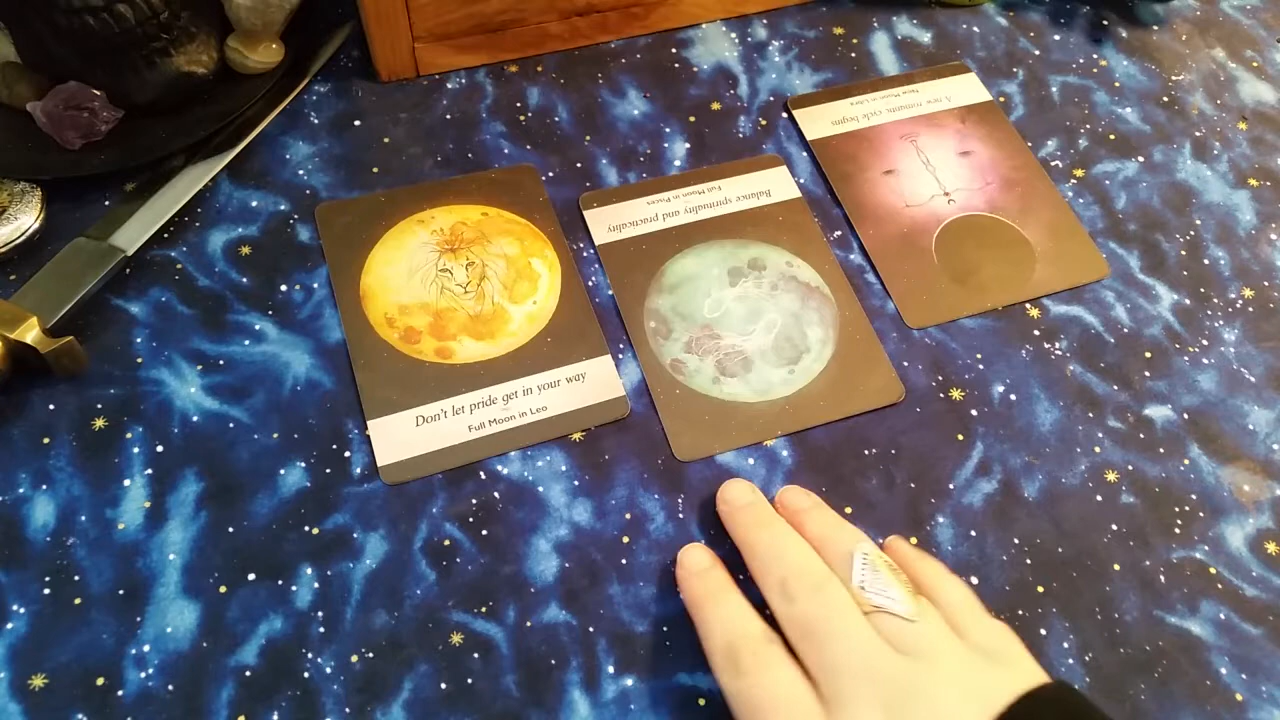 Don't let pride get in your way
Full Moon in Leo
Balance spirituality and practicality
Full Moon in Pisces
A new romantic cycle begins
New Moon in Libra